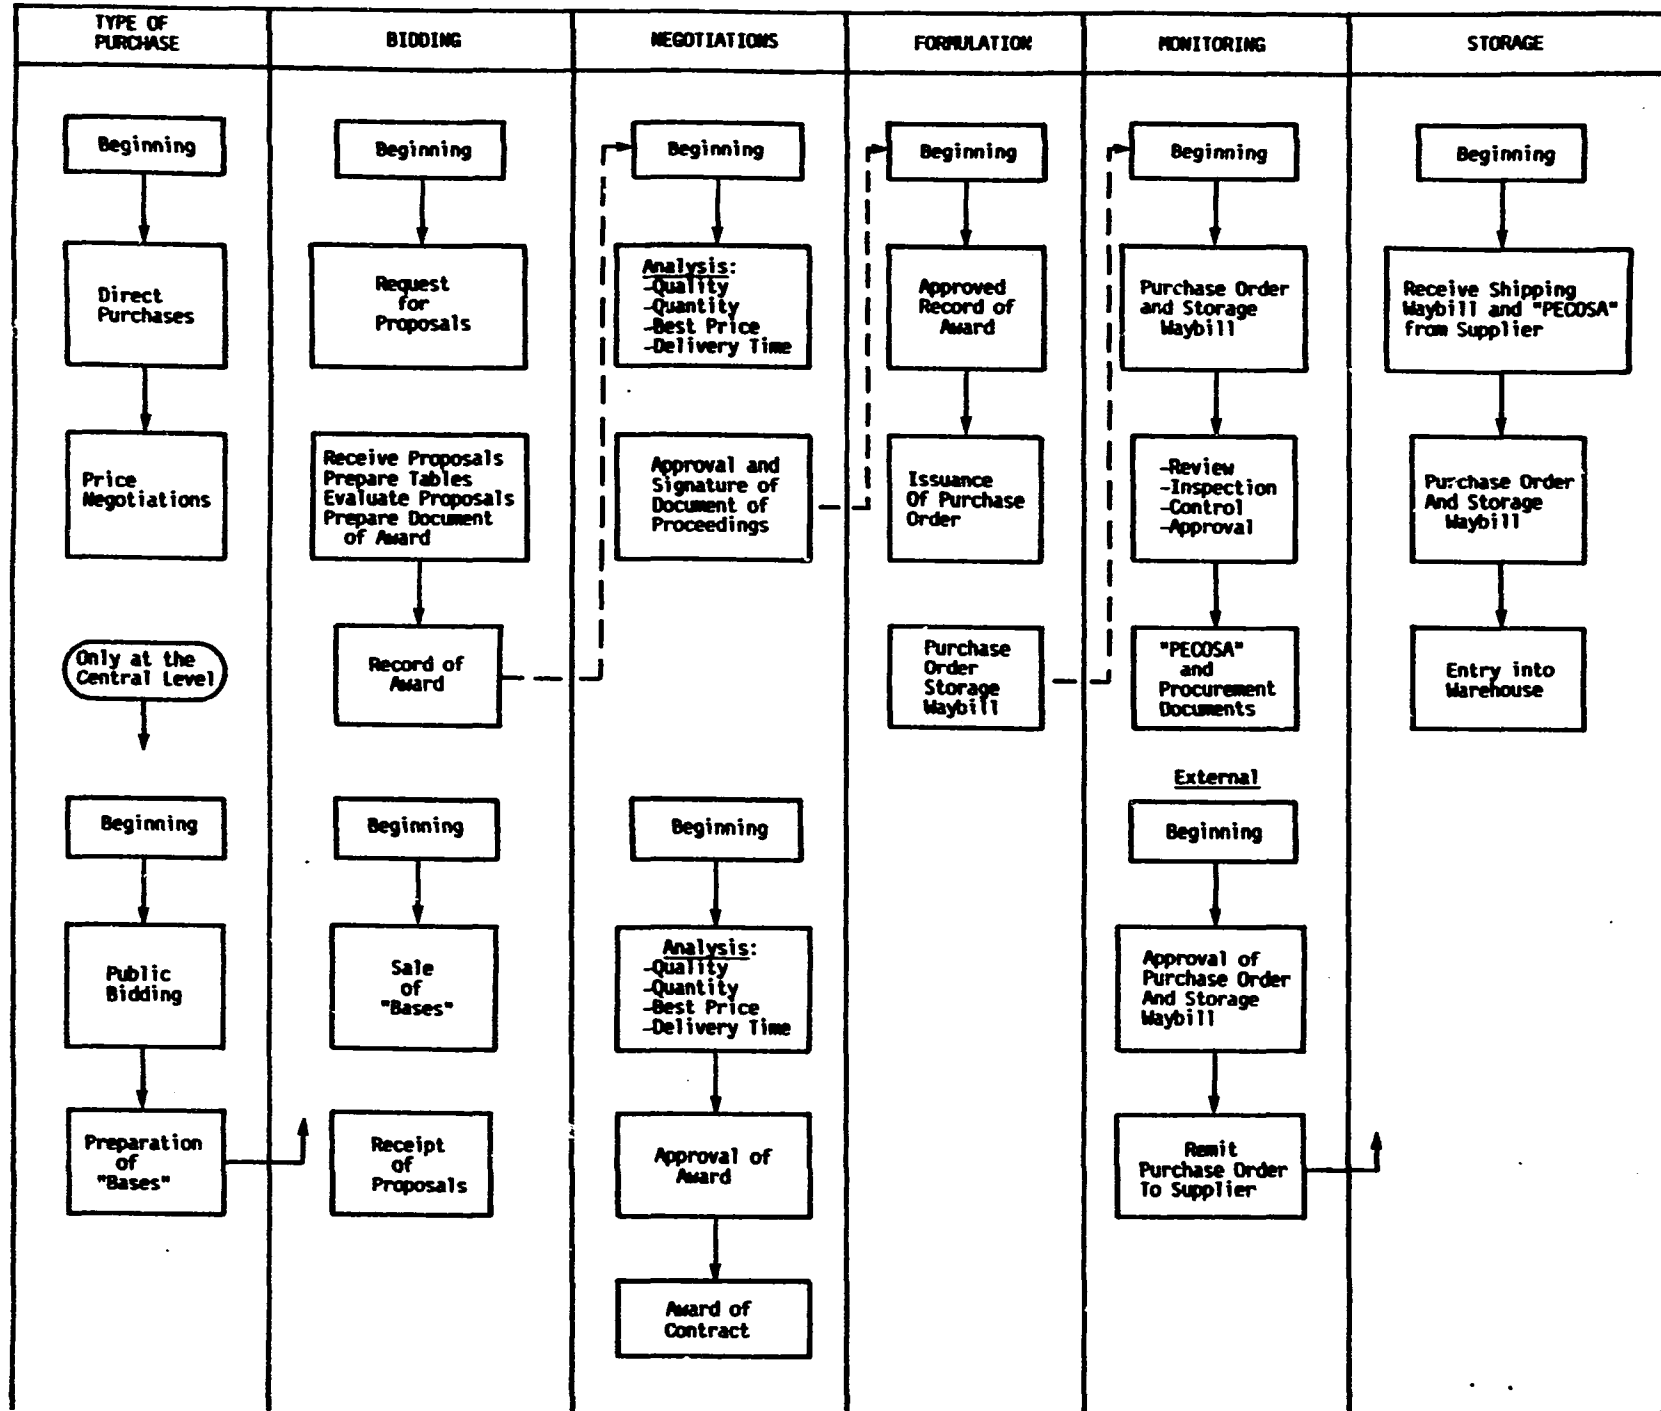 TYPE OF
PURCHASE
BIDDING
NEGOTIATIONS
FORMULATION
MONITORING
STORAGE
Beginning
Direct
Purchases
Price
Negotiations
Only at the
Central Level
Beginning
Public
Bidding
Preparation
of
"Bases"
Beginning
Request
for
Proposals
Receive Proposals
Prepare Tables
Evaluate Proposals
Prepare Document
of Award
Record of
Award
Beginning
Sale
of
"Bases"
Receipt
of
Proposals
Beginning
Analysis:
-Quality
-Quantity
-Best Price
-Delivery Time
Approval and
Signature of
Document of
Proceedings
Beginning
Analysis:
-Quality
-Quantity
-Best Price
-Delivery Time
Approval of
Award
Award of
Contract
Beginning
Approved
Record of
Award
Issuance
Of Purchase
Order
Purchase
Order
Storage
Waybill
Beginning
Purchase Order
and Storage
Waybill
-Review
-Inspection
-Control
-Approval
"PECOSA"
and
Procurement
Documents
External
Beginning
Approval of
Purchase Order
And Storage
Waybill
Remit
Purchase Order
To Supplier
Beginning
Receive Shipping
Waybill and "PECOSA"
from Supplier
Purchase Order
And Storage
Waybill
Entry into
Warehouse